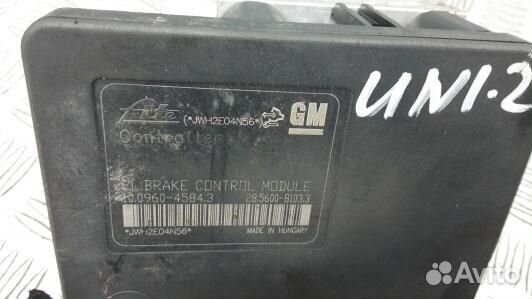 Ate (*JWH2E04N56*) GM
Controller
EL.BRAKE CONTROL MODULE
10.0960-4584.3 28.5600-8103.3
*JWH2E04N56* MADE IN HUNGARY
UNI-2
Avito